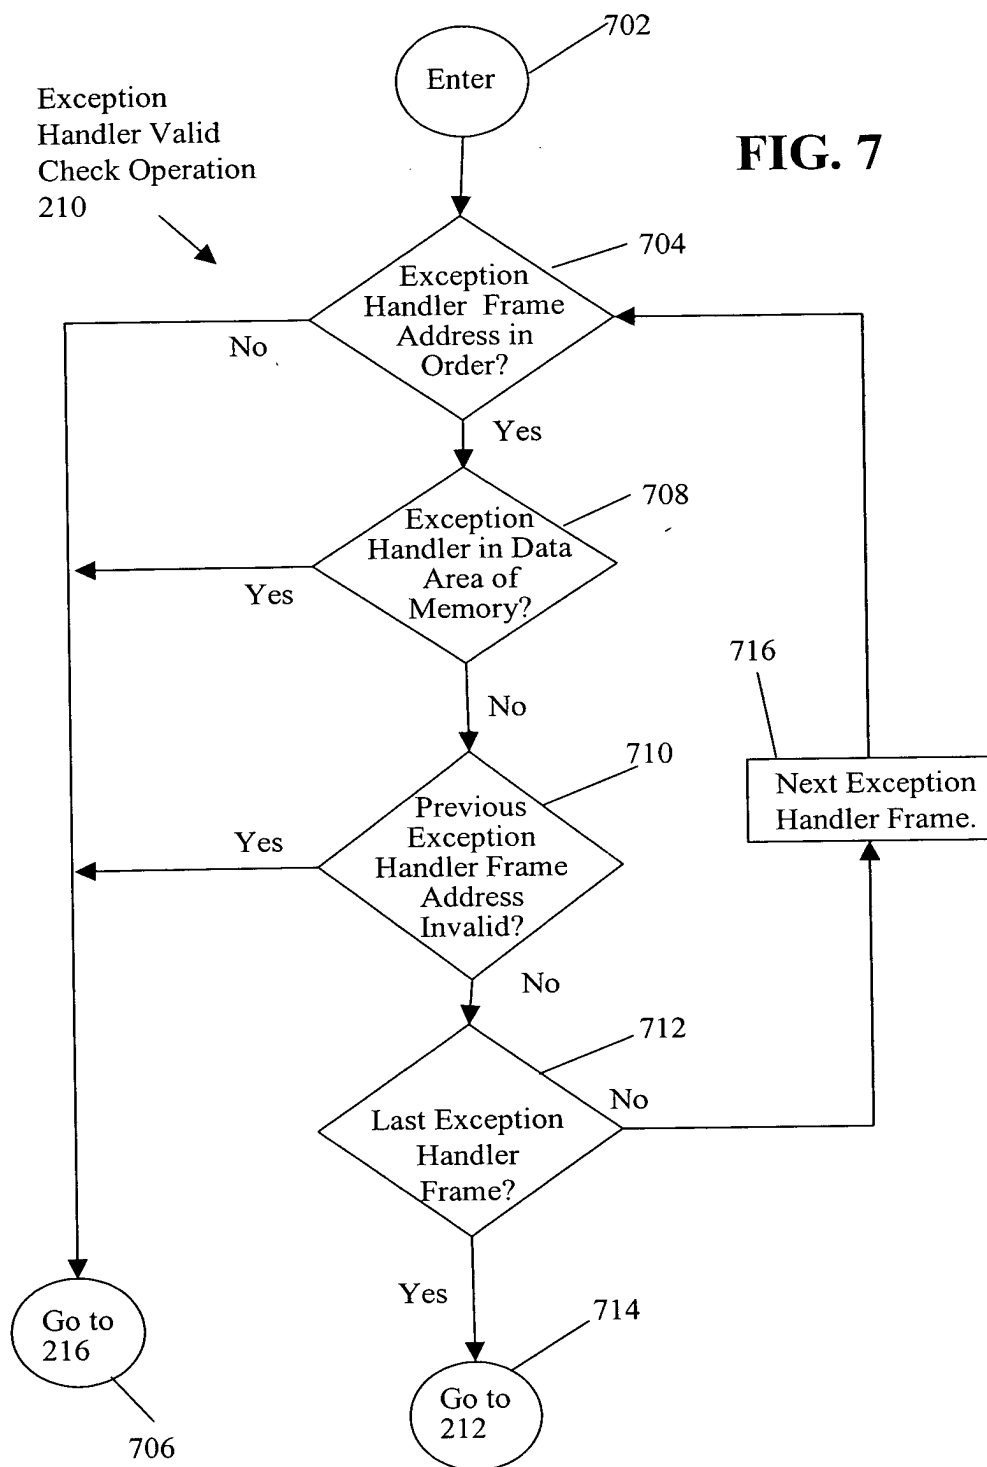 702
Enter
Exception
Handler Valid
Check Operation
210
FIG. 7
704
Exception
Handler Frame
Address in
Order?
No
Yes
708
Exception
Handler in Data
Area of
Memory?
Yes
No
716
Next Exception
Handler Frame.
710
Previous
Exception
Handler Frame
Address
Invalid?
Yes
No
712
Last Exception
Handler
Frame?
No
Yes
714
Go to
216
706
Go to
212